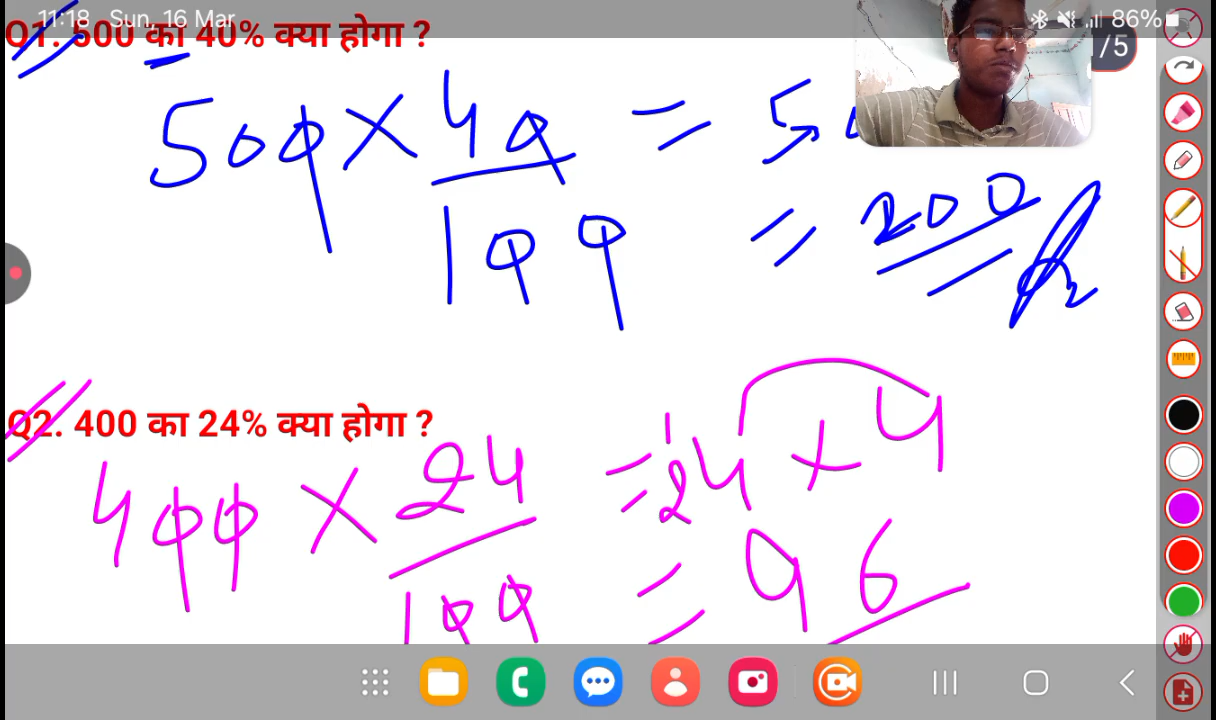 11:18 Sun, 16 Mar 86%
Q1. 500 का 40% क्या होगा ?
/5
500 × 40 = 5
100 = 200
Q2. 400 का 24% क्या होगा ?
400 × 24 = 24 × 4
100 = 96